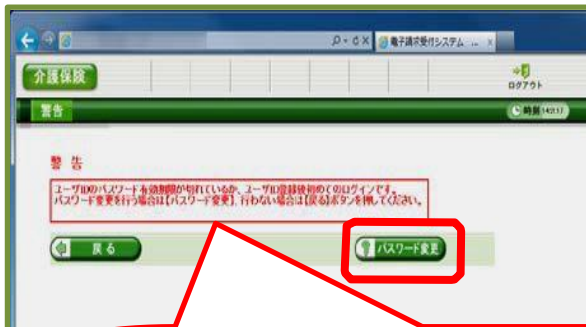 電子請求受付システム ... ×
介護保険
ログアウト
警告
警 告
ユーザIDのパスワード有効期限が切れているか、ユーザID登録後初めてのログインです。
パスワード変更を行う場合は【パスワード変更】、行わない場合は【戻る】ボタンを押してください。
戻る
パスワード変更